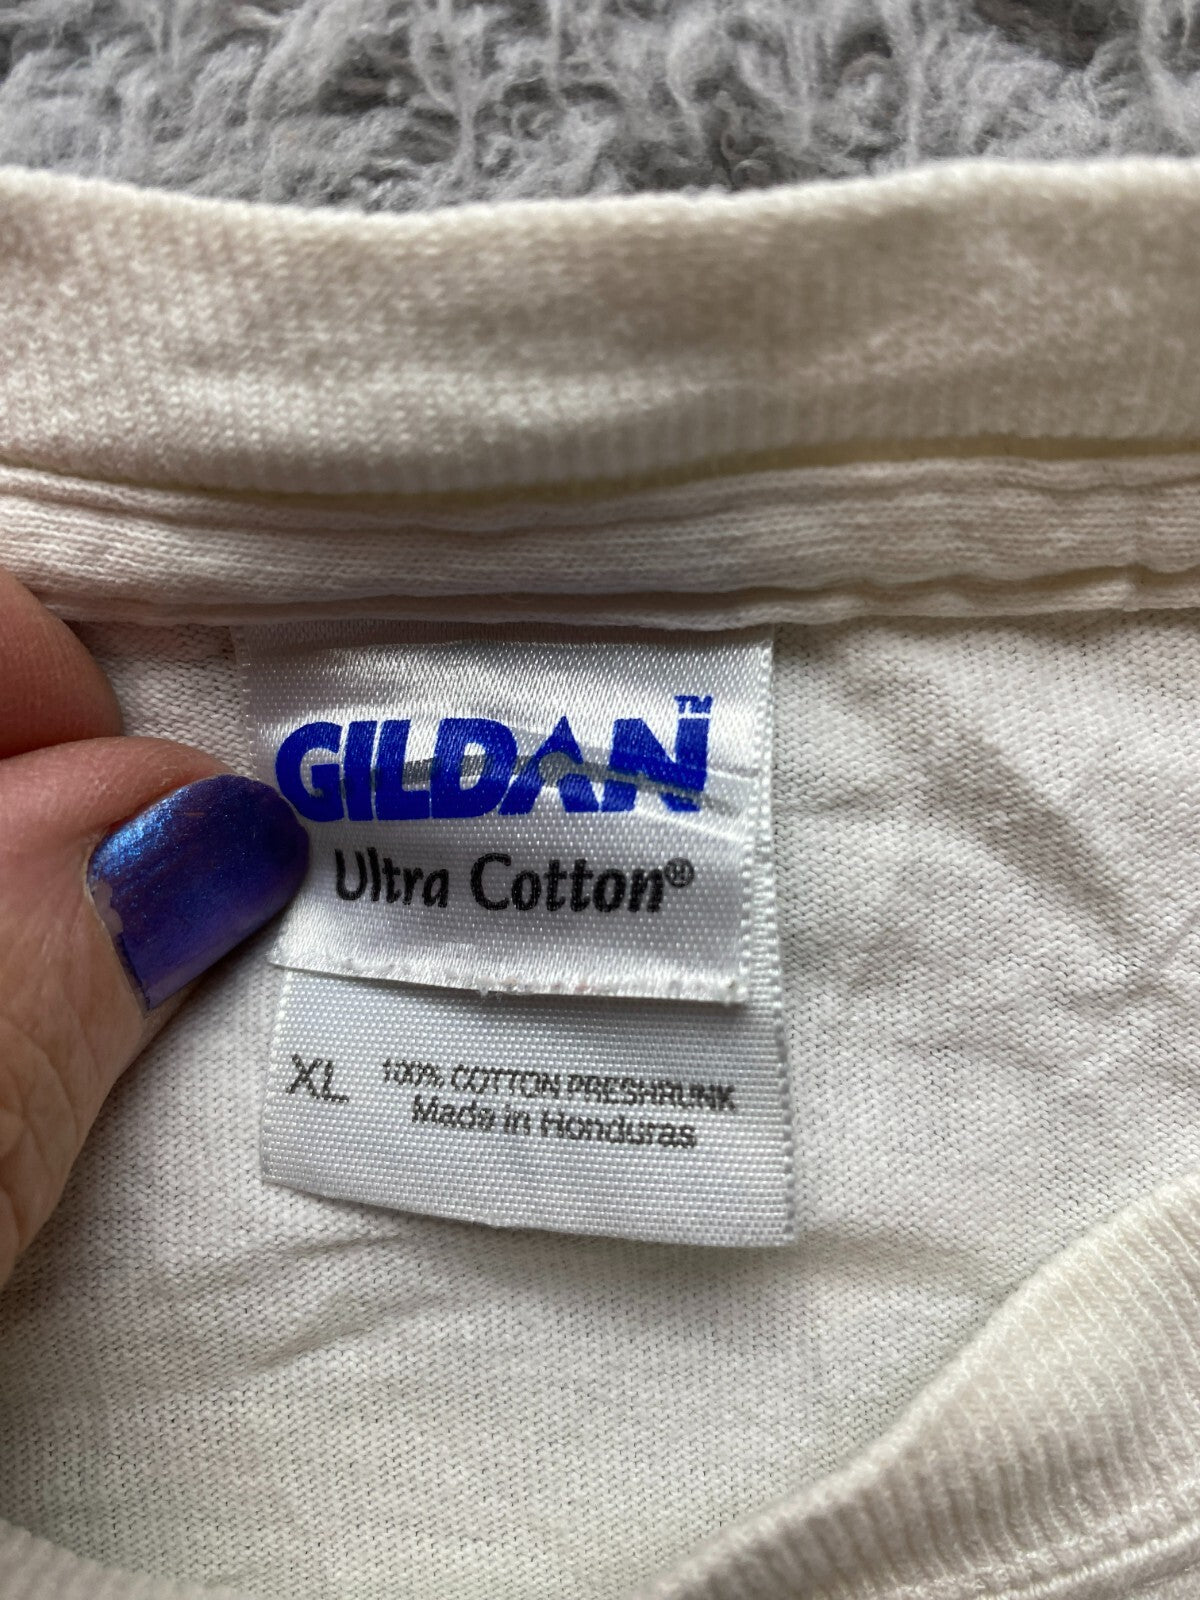 GILDAN™
Ultra Cotton®
XL 100% COTTON PRESHRUNK
Made in Honduras